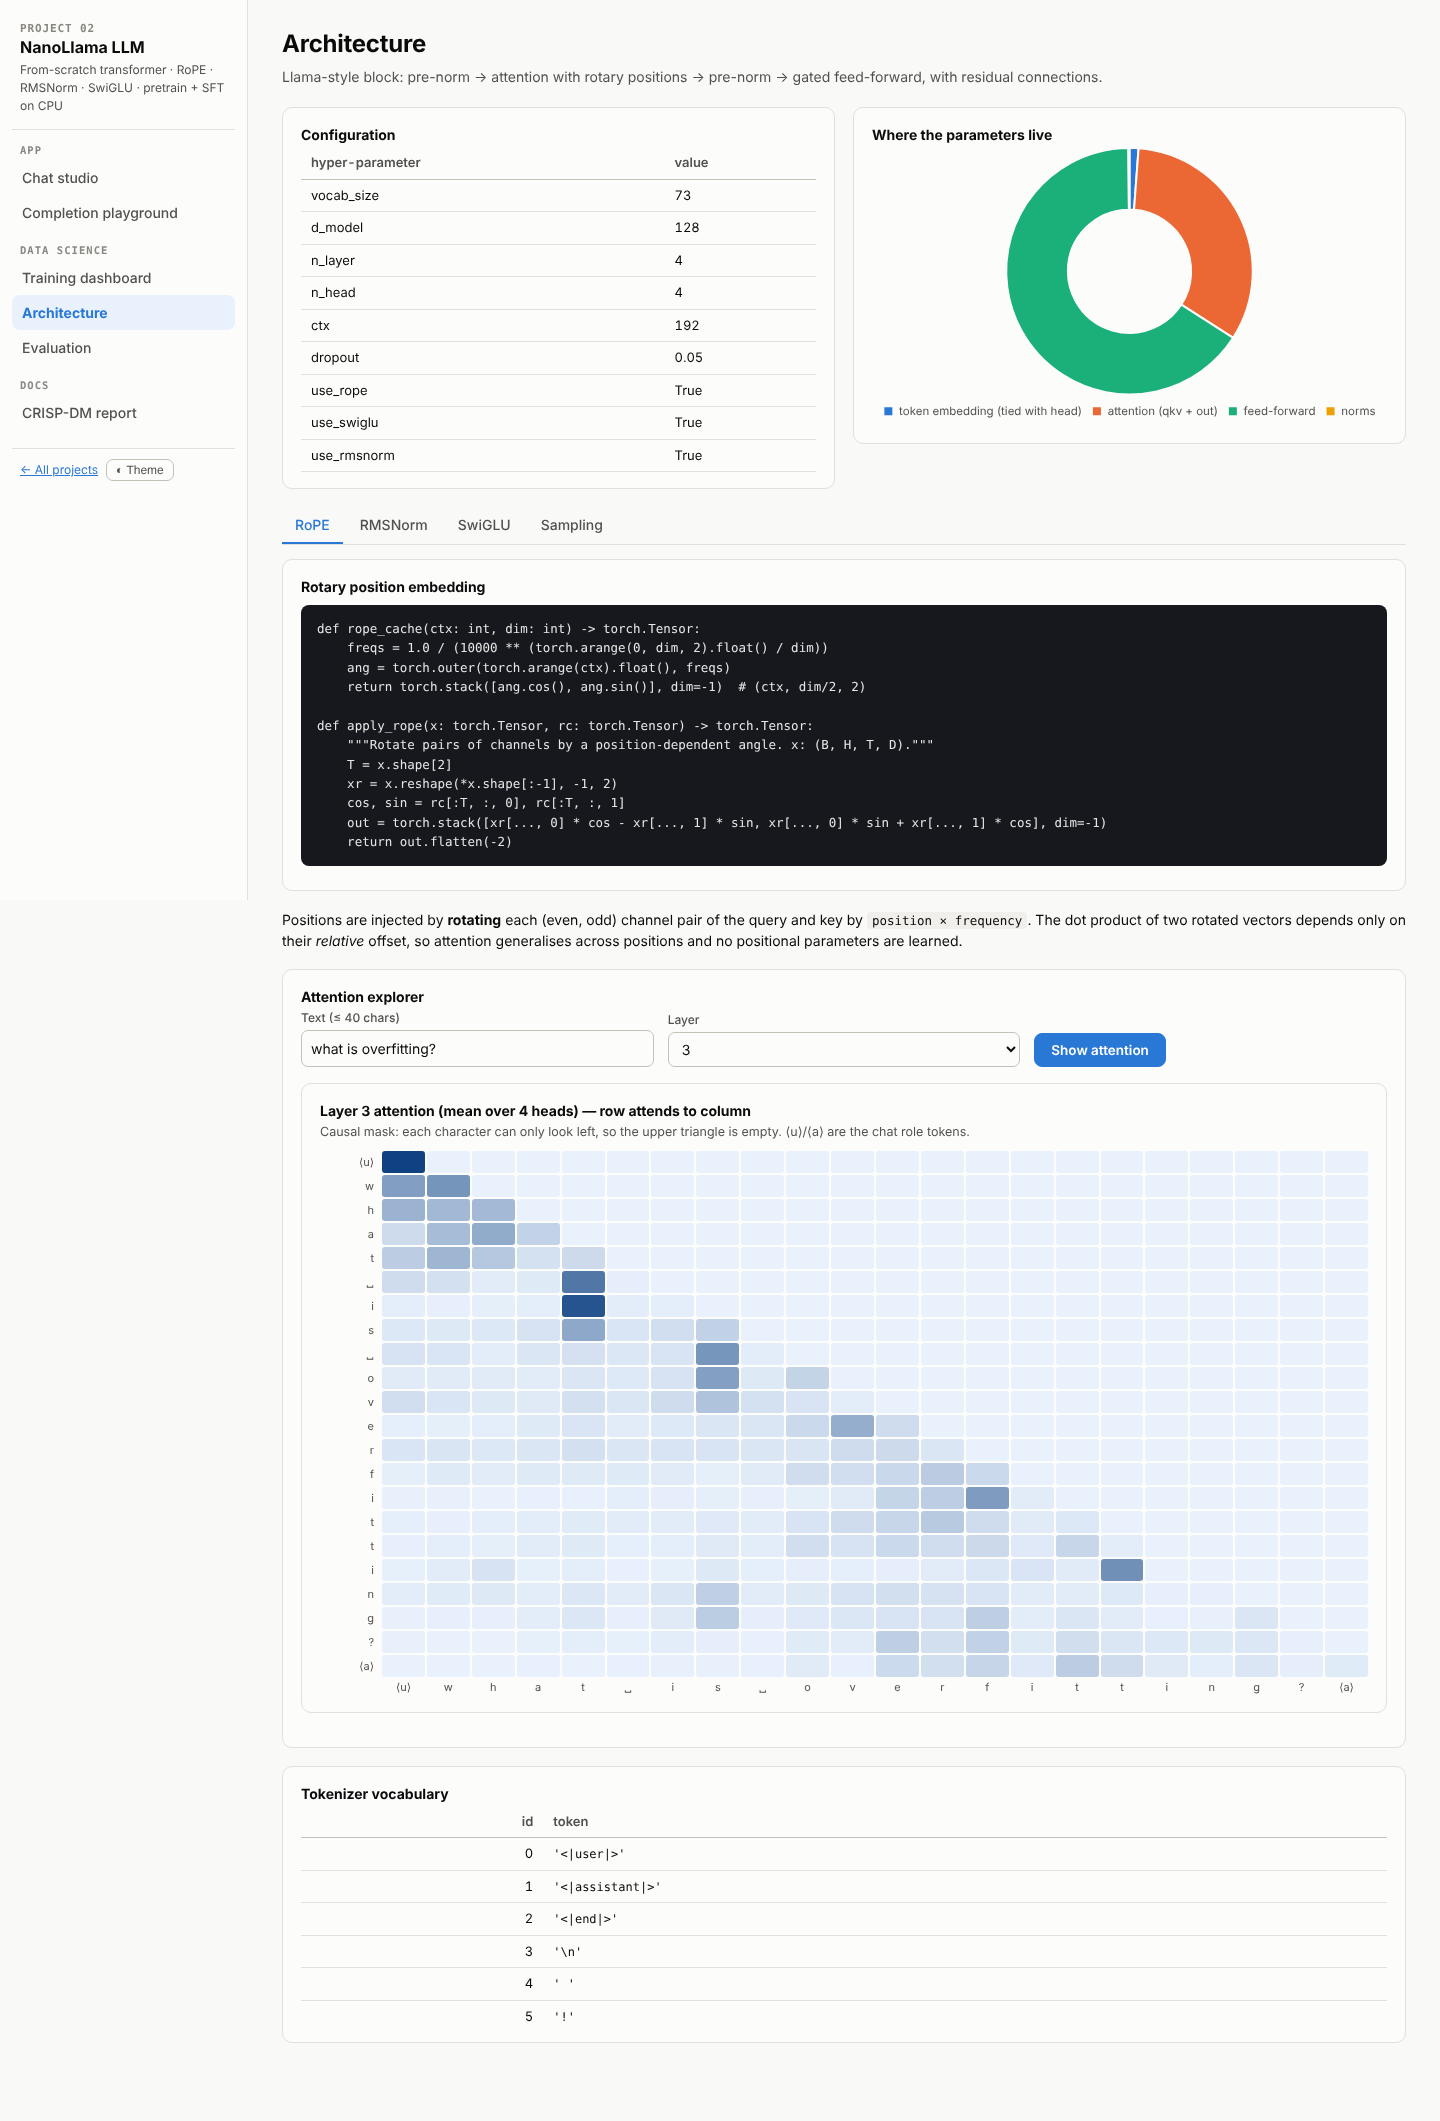 PROJECT 02
NanoLlama LLM
From-scratch transformer · RoPE ·
RMSNorm · SwiGLU · pretrain + SFT
on CPU
APP
Chat studio
Completion playground
DATA SCIENCE
Training dashboard
Architecture
Evaluation
DOCS
CRISP-DM report
← All projects
Theme
Architecture
Llama-style block: pre-norm → attention with rotary positions → pre-norm → gated feed-forward, with residual connections.
Configuration
hyper-parameter value
vocab_size 73
d_model 128
n_layer 4
n_head 4
ctx 192
dropout 0.05
use_rope True
use_swiglu True
use_rmsnorm True
Where the parameters live
token embedding (tied with head) attention (qkv + out) feed-forward norms
RoPE RMSNorm SwiGLU Sampling
Rotary position embedding
def rope_cache(ctx: int, dim: int) -> torch.Tensor:
    freqs = 1.0 / (10000 ** (torch.arange(0, dim, 2).float() / dim))
    ang = torch.outer(torch.arange(ctx).float(), freqs)
    return torch.stack([ang.cos(), ang.sin()], dim=-1)  # (ctx, dim/2, 2)
def apply_rope(x: torch.Tensor, rc: torch.Tensor) -> torch.Tensor:
    """Rotate pairs of channels by a position-dependent angle. x: (B, H, T, D)."""
    T = x.shape[2]
    xr = x.reshape(*x.shape[:-1], -1, 2)
    cos, sin = rc[:T, :, 0], rc[:T, :, 1]
    out = torch.stack([xr[..., 0] * cos - xr[..., 1] * sin, xr[..., 0] * sin + xr[..., 1] * cos], dim=-1)
    return out.flatten(-2)
Positions are injected by rotating each (even, odd) channel pair of the query and key by position × frequency. The dot product of two rotated vectors depends only on
their relative offset, so attention generalises across positions and no positional parameters are learned.
Attention explorer
Text (≤ 40 chars)
what is overfitting?
Layer
3
Show attention
Layer 3 attention (mean over 4 heads) — row attends to column
Causal mask: each character can only look left, so the upper triangle is empty. ⟨u⟩/⟨a⟩ are the chat role tokens.
⟨u⟩
w
h
a
t
␣
i
s
␣
o
v
e
r
f
i
t
t
i
n
g
?
⟨a⟩
⟨u⟩ w h a t ␣ i s ␣ o v e r f i t t i n g ? ⟨a⟩
Tokenizer vocabulary
id token
0 '<|user|>'
1 '<|assistant|>'
2 '<|end|>'
3 '\n'
4 ' '
5 '!'